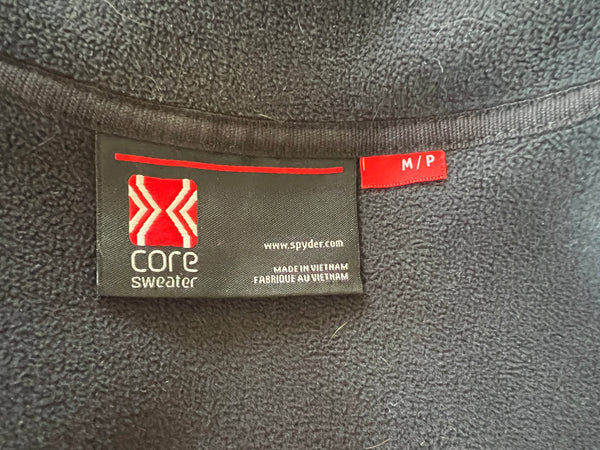 M / P
www.spyder.com
core
sweater
MADE IN VIETNAM
FABRIQUE AU VIETNAM